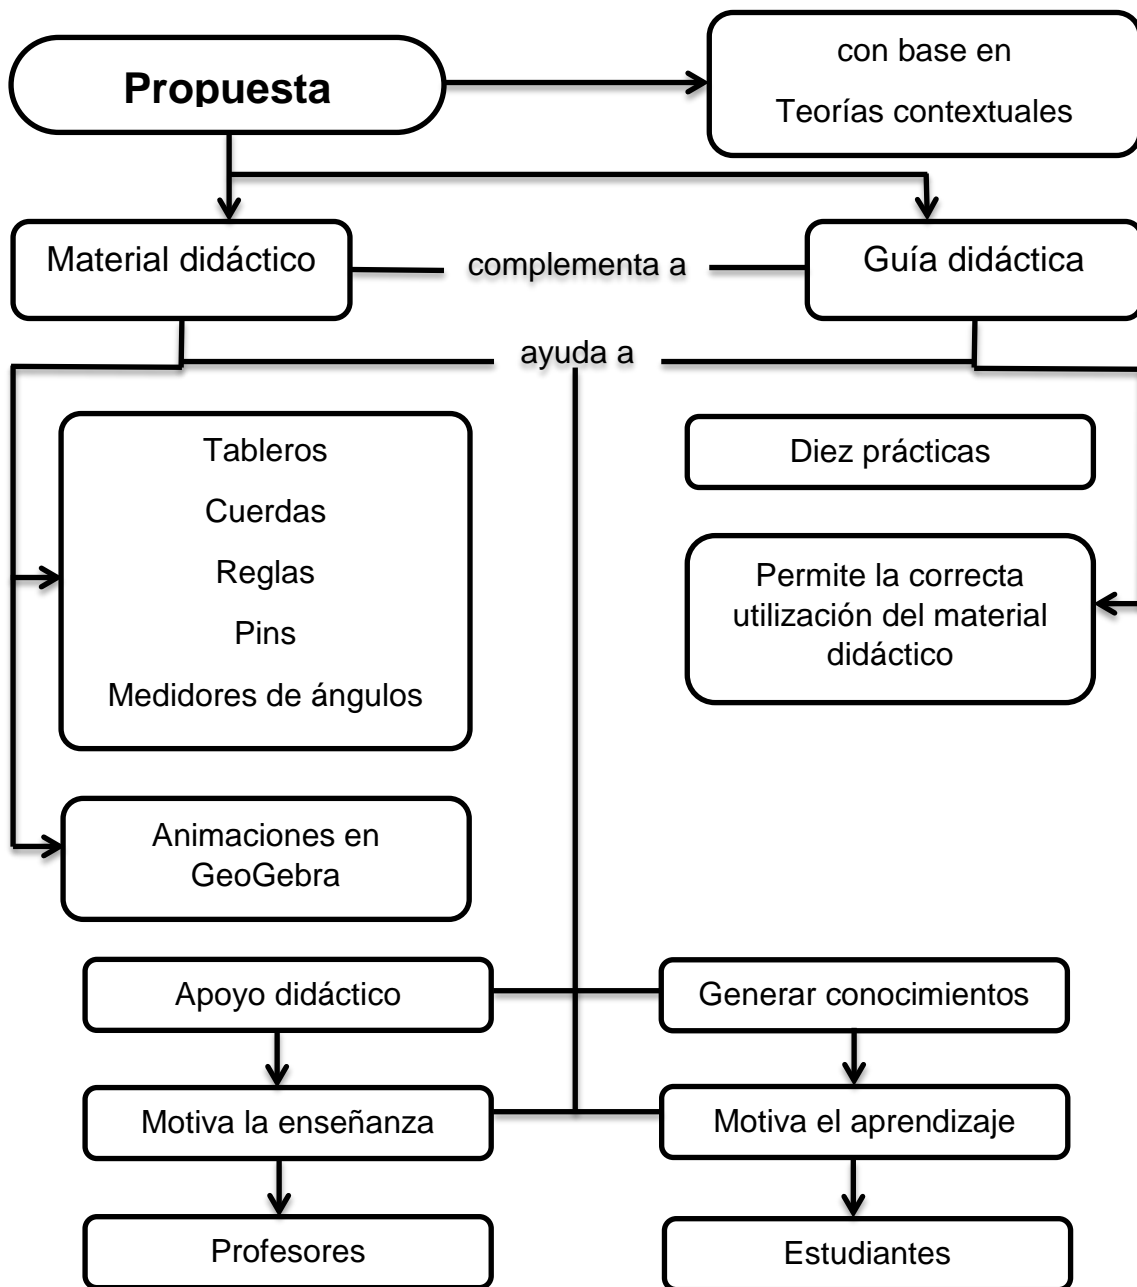 Propuesta
con base en
Teorías contextuales
Material didáctico
complementa a
Guía didáctica
ayuda a
Tableros
Cuerdas
Reglas
Pins
Medidores de ángulos
Diez prácticas
Permite la correcta
utilización del material
didáctico
Animaciones en
GeoGebra
Apoyo didáctico
Generar conocimientos
Motiva la enseñanza
Motiva el aprendizaje
Profesores
Estudiantes